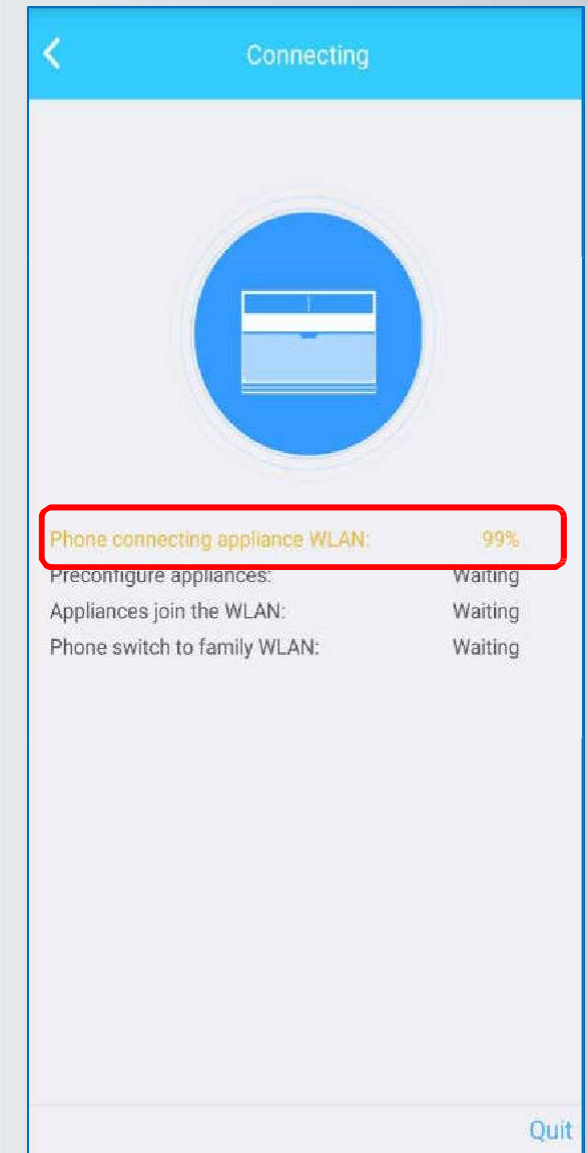 Connecting
Phone connecting appliance WLAN: 99%
Preconfigure appliances: Waiting
Appliances join the WLAN: Waiting
Phone switch to family WLAN: Waiting
Quit